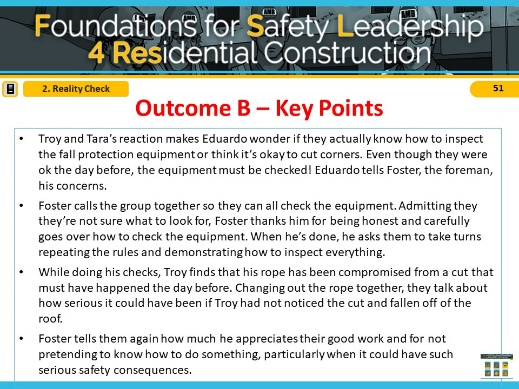 Foundations for Safety Leadership
4 Residential Construction
2. Reality Check
51
Outcome B – Key Points
• Troy and Tara's reaction makes Eduardo wonder if they actually know how to inspect
the fall protection equipment or think it's okay to cut corners. Even though they were
ok the day before, the equipment must be checked! Eduardo tells Foster, the foreman,
his concerns.
• Foster calls the group together so they can all check the equipment. Admitting they
they're not sure what to look for, Foster thanks him for being honest and carefully
goes over how to check the equipment. When he's done, he asks them to take turns
repeating the rules and demonstrating how to inspect everything.
• While doing his checks, Troy finds that his rope has been compromised from a cut that
must have happened the day before. Changing out the rope together, they talk about
how serious it could have been if Troy had not noticed the cut and fallen off of the
roof.
• Foster tells them again how much he appreciates their good work and for not
pretending to know how to do something, particularly when it could have such
serious safety consequences.